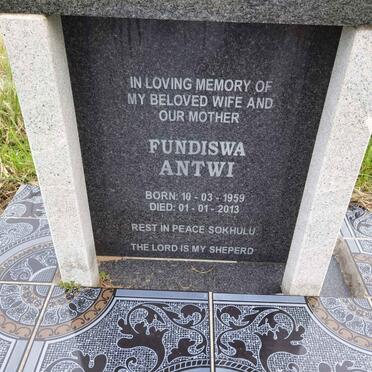 IN LOVING MEMORY OF
MY BELOVED WIFE AND
OUR MOTHER
FUNDISWA
ANTWI
BORN: 10 - 03 - 1959
DIED: 01 - 01 - 2013
REST IN PEACE SOKHULU
THE LORD IS MY SHEPERD